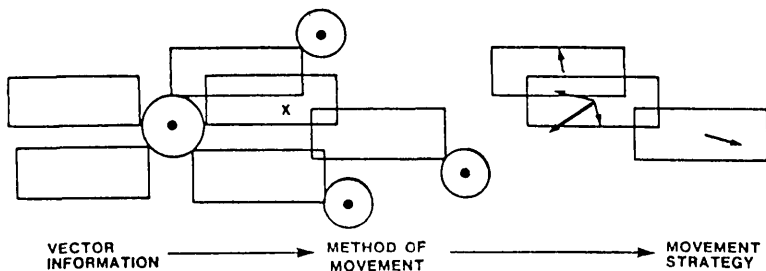 X
VECTOR INFORMATION
METHOD OF MOVEMENT
MOVEMENT STRATEGY